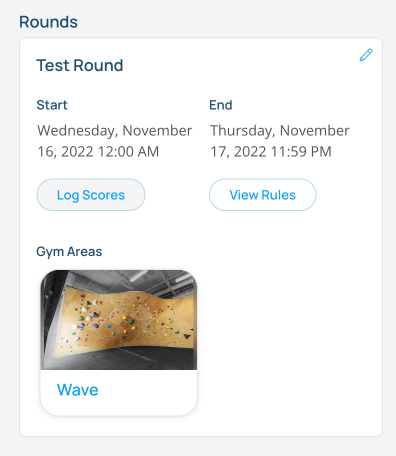 Rounds
Test Round
Start
Wednesday, November
16, 2022 12:00 AM
End
Thursday, November
17, 2022 11:59 PM
Log Scores
View Rules
Gym Areas
Wave